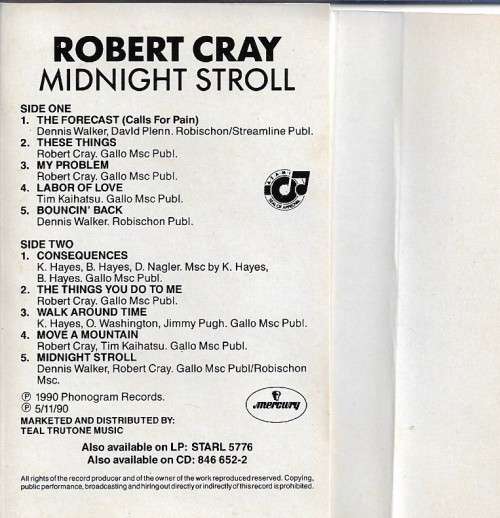 ROBERT CRAY
MIDNIGHT STROLL
SIDE ONE
1. THE FORECAST (Calls For Pain)
Dennis Walker, David Plenn. Robischon/Streamline Publ.
2. THESE THINGS
Robert Cray. Gallo Msc Publ.
3. MY PROBLEM
Robert Cray. Gallo Msc Publ.
4. LABOR OF LOVE
Tim Kaihatsu. Gallo Msc Publ.
5. BOUNCIN' BACK
Dennis Walker. Robischon Publ.
SIDE TWO
1. CONSEQUENCES
K. Hayes, B. Hayes, D. Nagler. Msc by K. Hayes,
B. Hayes. Gallo Msc Publ.
2. THE THINGS YOU DO TO ME
Robert Cray. Gallo Msc Publ.
3. WALK AROUND TIME
K. Hayes, O. Washington, Jimmy Pugh. Gallo Msc Publ.
4. MOVE A MOUNTAIN
Robert Cray, Tim Kaihatsu. Gallo Msc Publ.
5. MIDNIGHT STROLL
Dennis Walker, Robert Cray. Gallo Msc Publ/Robischon
Msc.
℗ 1990 Phonogram Records.
℗ 5/11/90
MARKETED AND DISTRIBUTED BY:
TEAL TRUTONE MUSIC
mercury
Also available on LP: STARL 5776
Also available on CD: 846 652-2
All rights of the record producer and of the owner of the work reproduced reserved. Copying,
public performance, broadcasting and hiring out directly or indirectly of this record is prohibited.